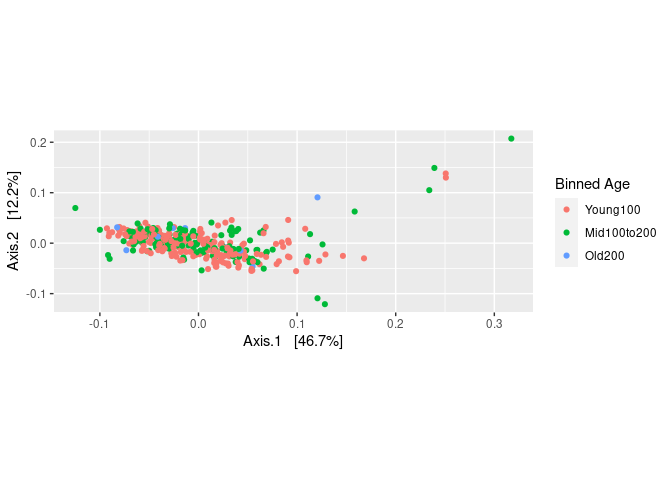 0.2
0.1
0.0
-0.1
Axis.2 [12.2%]
-0.1 0.0 0.1 0.2 0.3
Axis.1 [46.7%]
Binned Age
Young100
Mid100to200
Old200